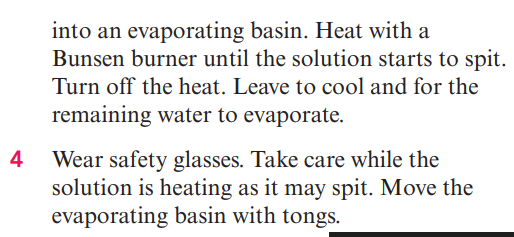 into an evaporating basin. Heat with a
Bunsen burner until the solution starts to spit.
Turn off the heat. Leave to cool and for the
remaining water to evaporate.
4 Wear safety glasses. Take care while the
solution is heating as it may spit. Move the
evaporating basin with tongs.